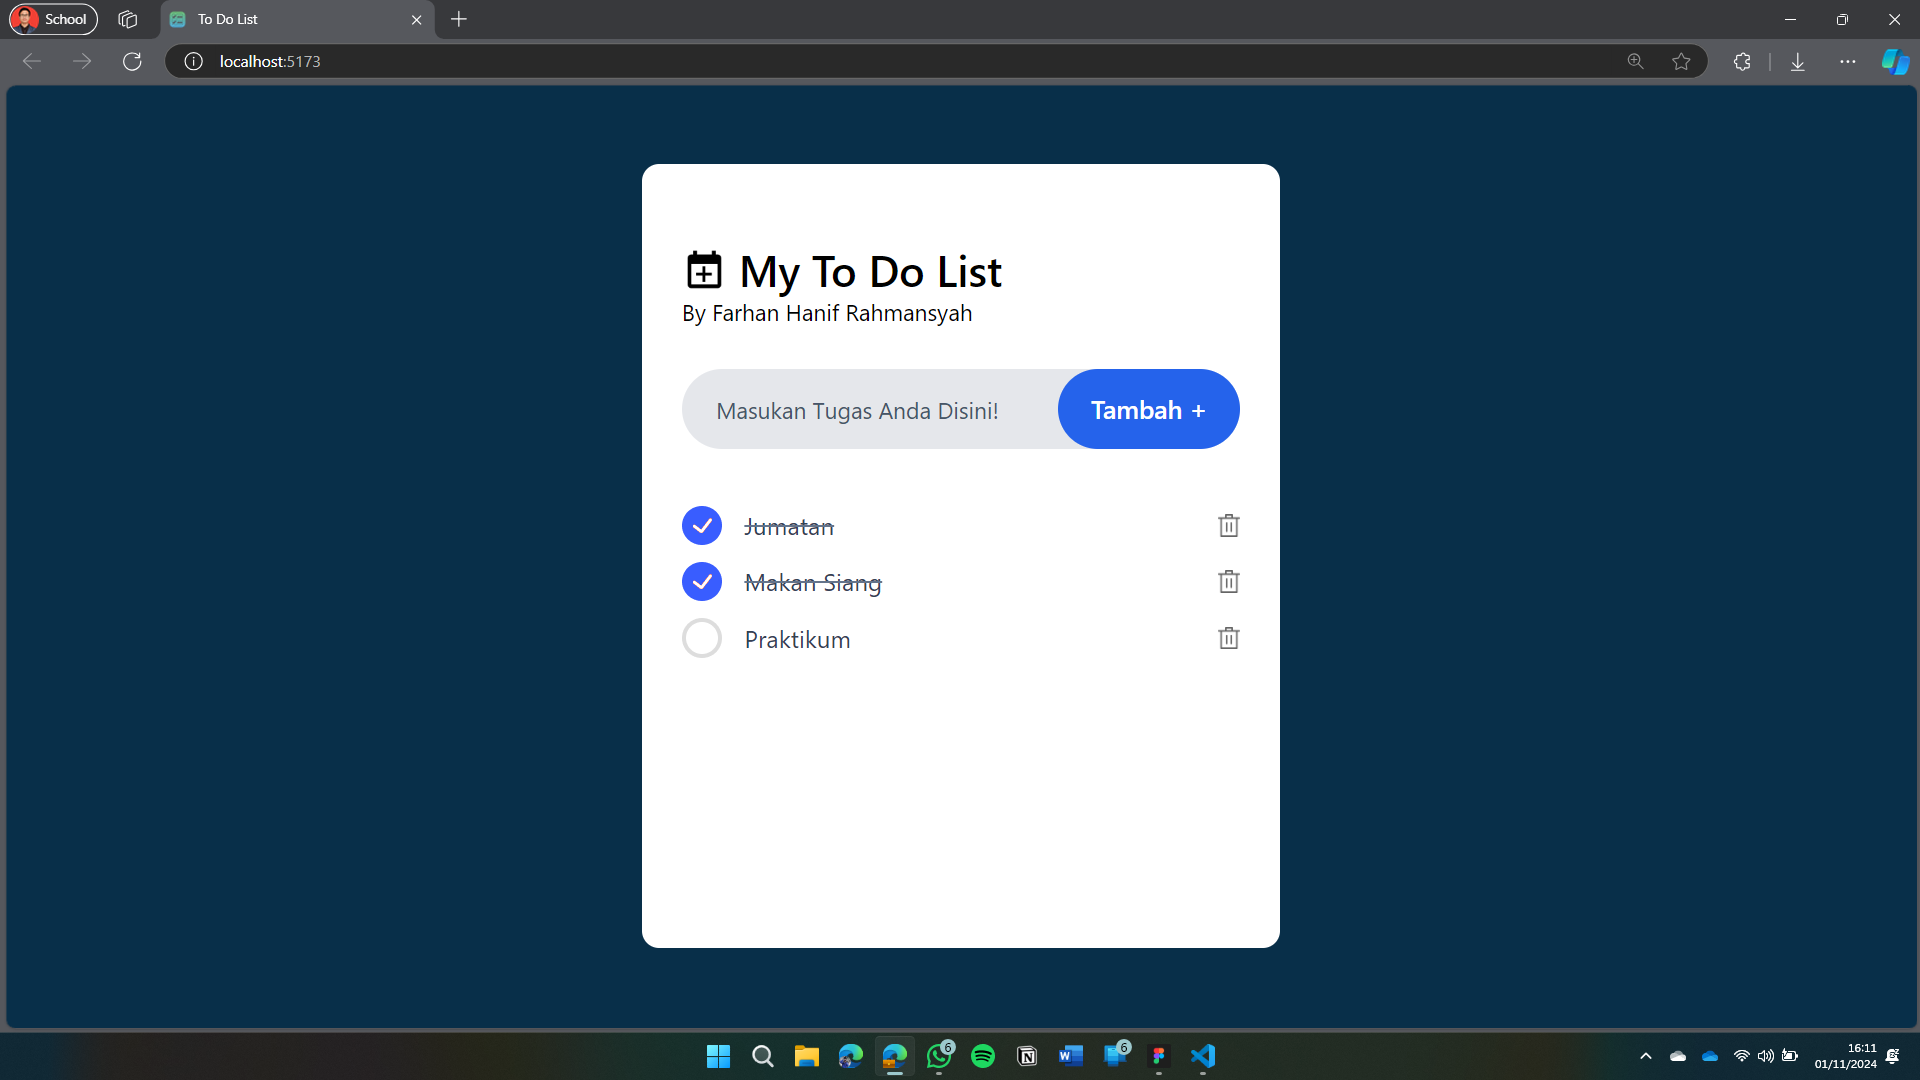 School
To Do List
localhost:5173
My To Do List
By Farhan Hanif Rahmansyah
Masukan Tugas Anda Disini!
Tambah +
Jumatan
Makan Siang
Praktikum
6
6
16:11
01/11/2024